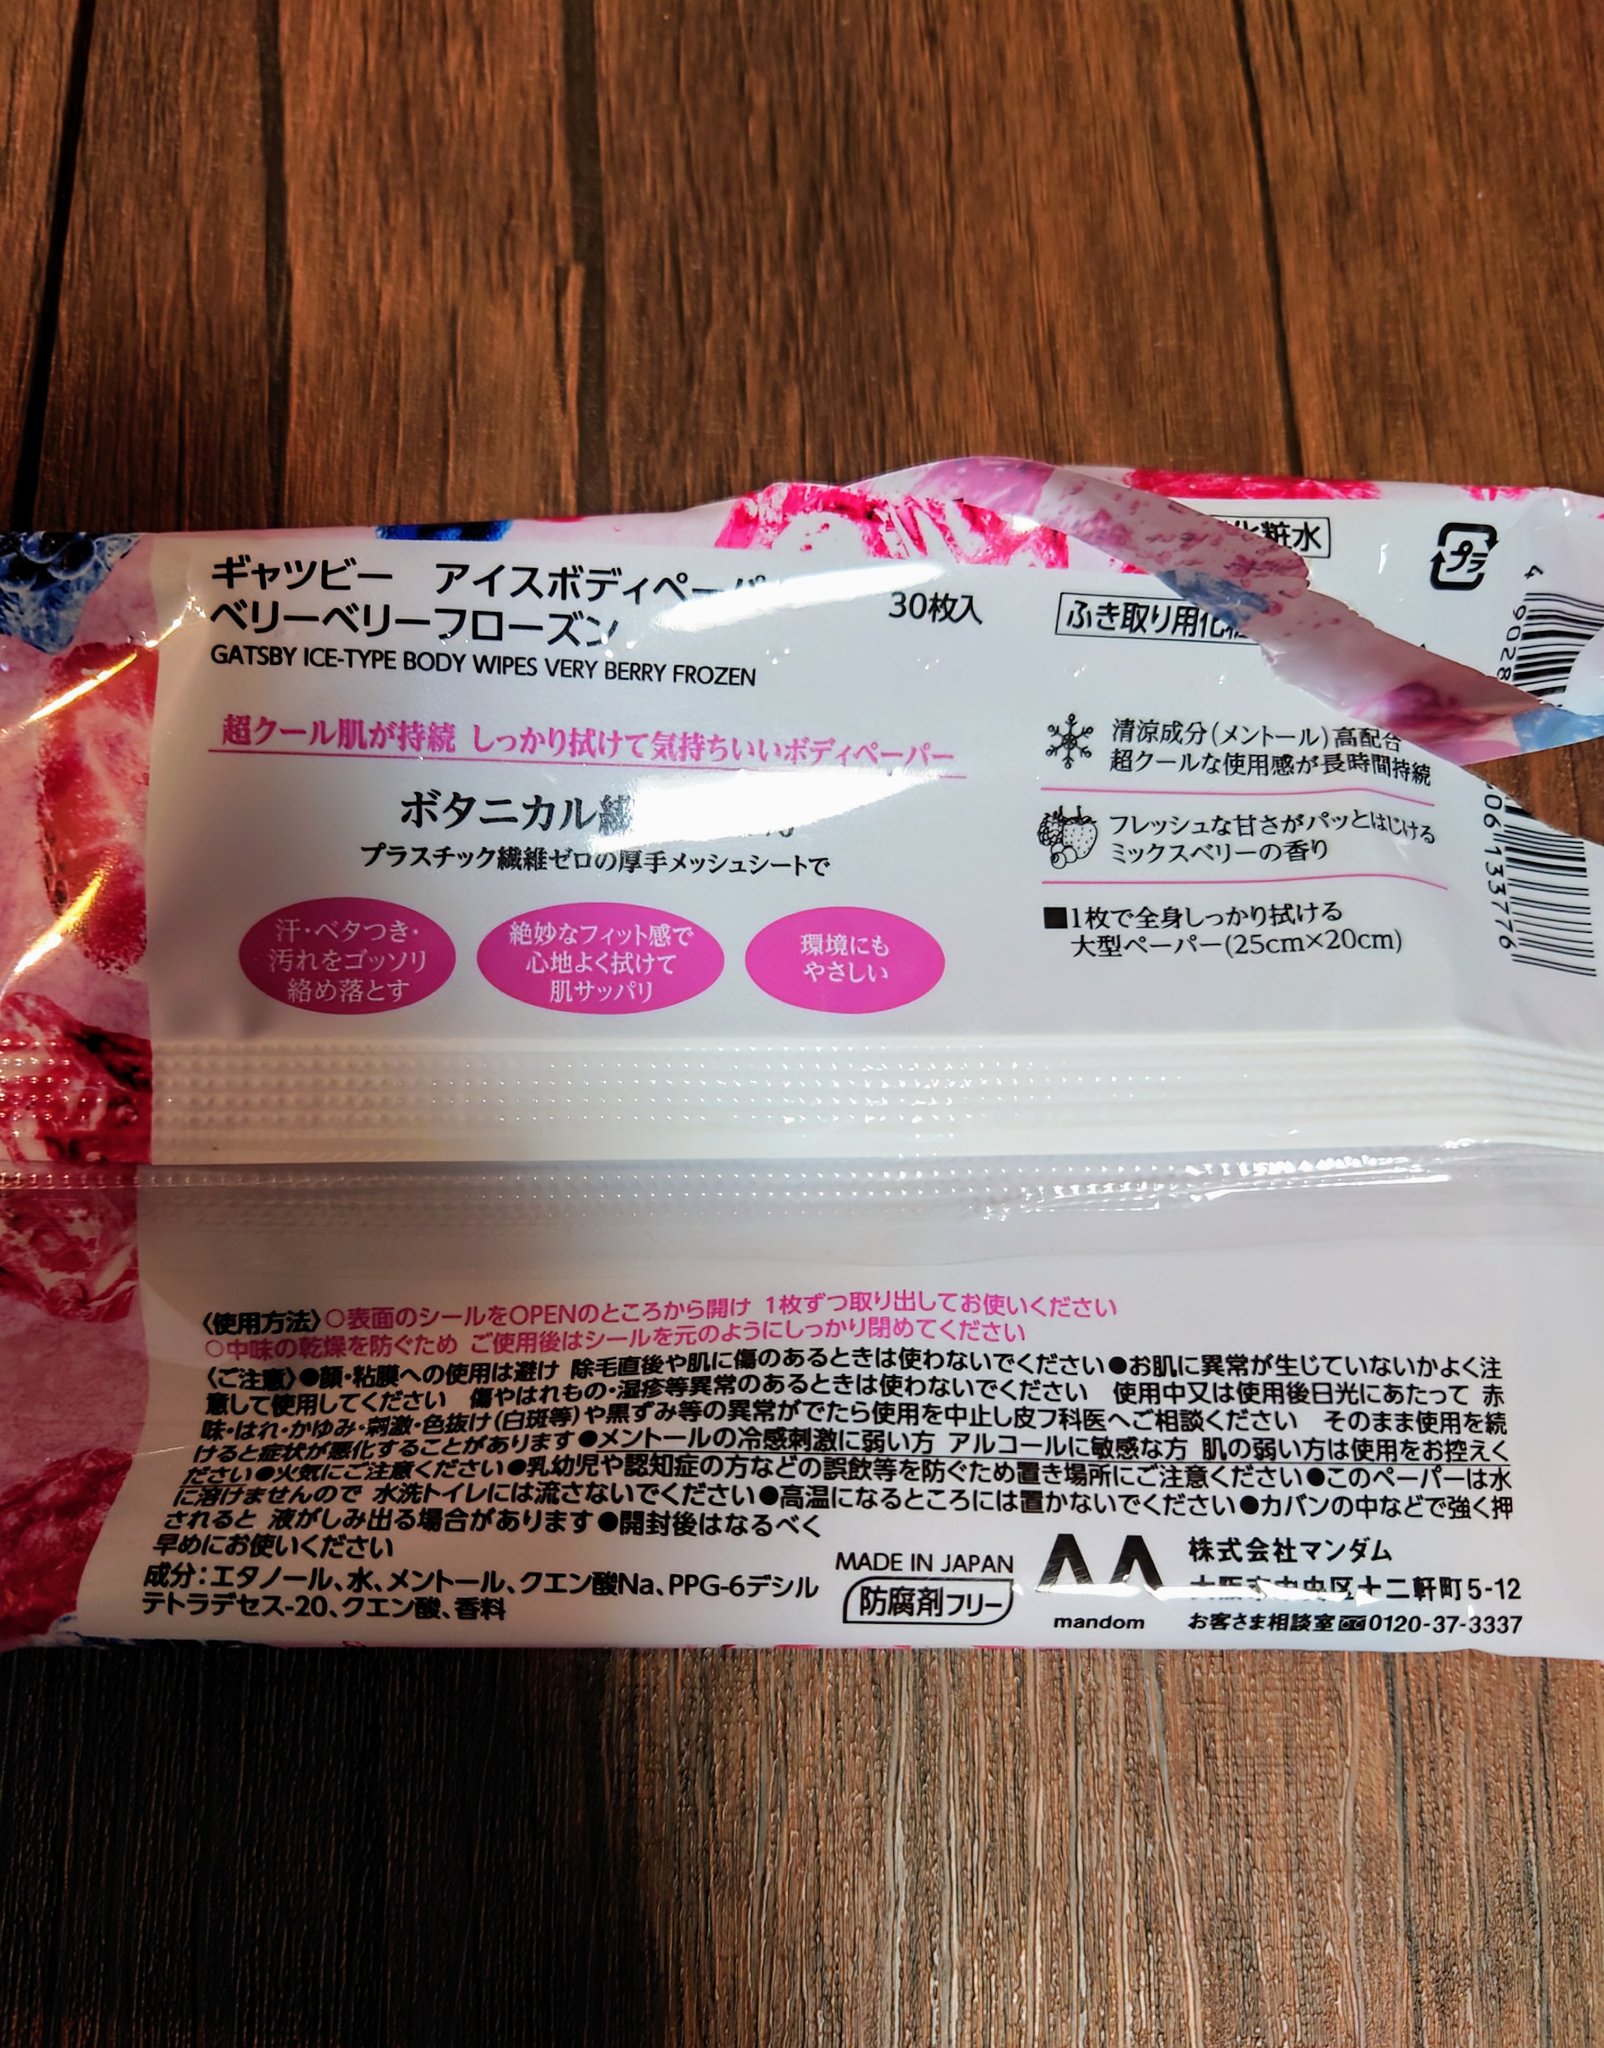 ギャツビー アイスボディペー
ベリーベリーフローズン
GATSBY ICE-TYPE BODY WIPES VERY BERRY FROZEN
30枚入
化粧水
ふき取り用化
プラ
超クール肌が持続 しっかり拭けて気持ちいいボディペーパー
ボタニカル
プラスチック繊維ゼロの厚手メッシュシートで
汗・ベタつき・
汚れをゴッソリ
絡め落とす
絶妙なフィット感で
心地よく拭けて
肌サッパリ
環境にも
やさしい
清涼成分(メントール)高配合
超クールな使用感が長時間持続
フレッシュな甘さがパッとはじける
ミックスベリーの香り
■1枚で全身しっかり拭ける
大型ペーパー(25cm×20cm)
4 9028
06133776
〈使用方法〉○表面のシールをOPENのところから開け 1枚ずつ取り出してお使いください
○中味の乾燥を防ぐため ご使用後はシールを元のようにしっかり閉めてください
〈ご注意〉●顔・粘膜への使用は避け 除毛直後や肌に傷のあるときは使わないでください●お肌に異常が生じていないかよく注
意して使用してください 傷やはれもの・湿疹等異常のあるときは使わないでください 使用中又は使用後日光にあたって 赤
味・はれ・かゆみ・刺激・色抜け(白斑等)や黒ずみ等の異常がでたら使用を中止し皮フ科医へご相談ください そのまま使用を続
けると症状が悪化することがあります●メントールの冷感刺激に弱い方 アルコールに敏感な方 肌の弱い方は使用をお控えく
ださい●火気にご注意ください●乳幼児や認知症の方などの誤飲等を防ぐため置き場所にご注意ください●このペーパーは水
に溶けませんので 水洗トイレには流さないでください●高温になるところには置かないでください●カバンの中などで強く押
されると 液がしみ出る場合があります●開封後はなるべく
早めにお使いください
成分：エタノール、水、メントール、クエン酸Na、PPG-6デシル
テトラデセス-20、クエン酸、香料
MADE IN JAPAN
防腐剤フリー
mandom
株式会社マンダム
中央区十二軒町5-12
お客さま相談室 0120-37-3337